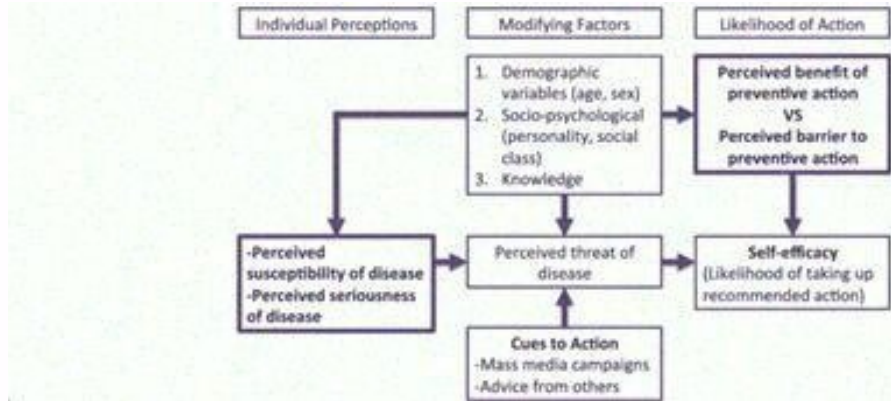 Individual Perceptions
Modifying Factors
Likelihood of Action
1. Demographic
variables (age, sex)
2. Socio-psychological
(personality, social
class)
3. Knowledge
Perceived benefit of
preventive action
VS
Perceived barrier to
preventive action
-Perceived
susceptibility of disease
-Perceived seriousness
of disease
Perceived threat of
disease
Self-efficacy
(Likelihood of taking up
recommended action)
Cues to Action
-Mass media campaigns
-Advice from others